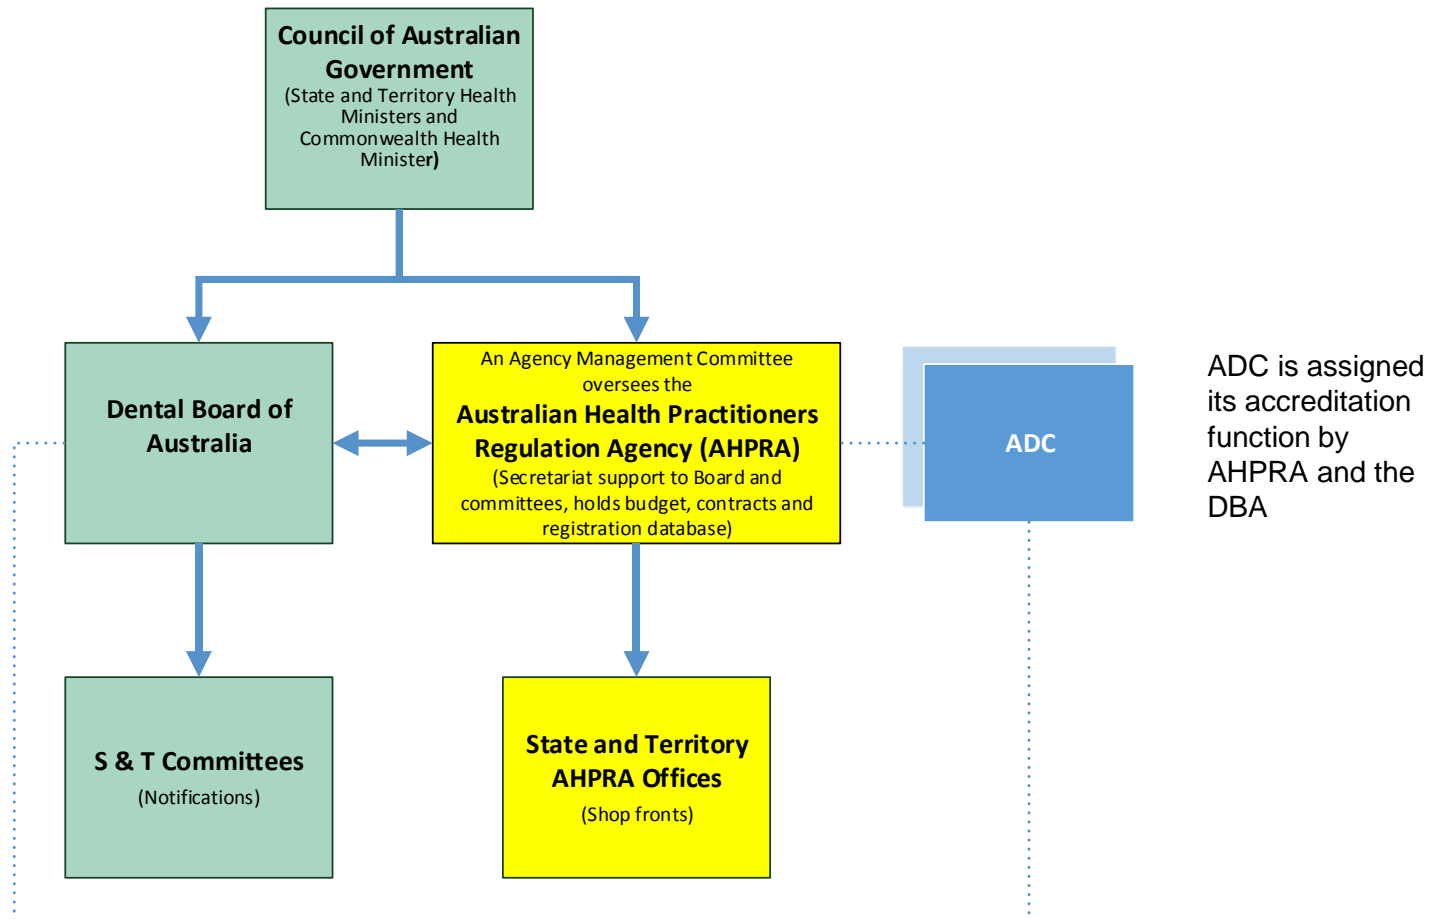 Council of Australian
Government
(State and Territory Health
Ministers and
Commonwealth Health
Minister)
Dental Board of
Australia
An Agency Management Committee
oversees the
Australian Health Practitioners
Regulation Agency (AHPRA)
(Secretariat support to Board and
committees, holds budget, contracts and
registration database)
ADC
ADC is assigned
its accreditation
function by
AHPRA and the
DBA
S & T Committees
(Notifications)
State and Territory
AHPRA Offices
(Shop fronts)